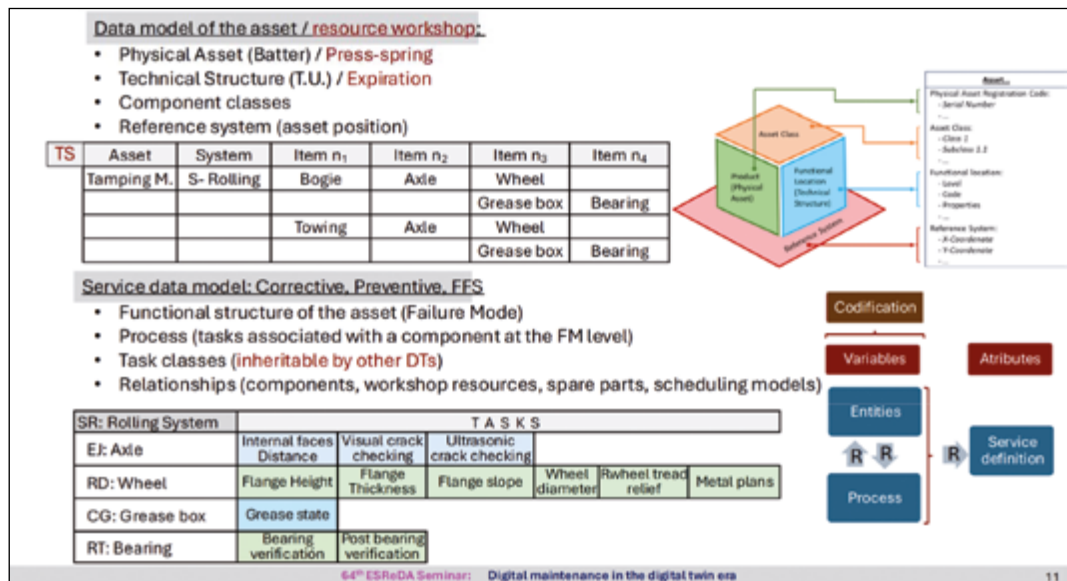 Data model of the asset / resource workshop:
• Physical Asset (Batter) / Press-spring
• Technical Structure (T.U.) / Expiration
• Component classes
• Reference system (asset position)
TS Asset System Item n₁ Item n₂ Item n₃ Item n₄
Tamping M. S- Rolling Bogie Axle Wheel
Grease box Bearing
Towing Axle Wheel
Grease box Bearing
Asset Class
Product (Physical Asset)
Functional Location (Technical Structure)
Reference System
Asset...
Physical Asset Registration Code:
- Serial Number
- ...
Asset Class:
- Class 1
- Subclass 1.1
- ...
Functional location:
- Level
- Code
- Properties
- ...
Reference System:
- X-Coordenate
- Y-Coordenate
- ...
Service data model: Corrective, Preventive, FFS
• Functional structure of the asset (Failure Mode)
• Process (tasks associated with a component at the FM level)
• Task classes (inheritable by other DTs)
• Relationships (components, workshop resources, spare parts, scheduling models)
Codification
Variables Atributes
Entities
R R R Service definition
Process
SR: Rolling System T A S K S
EJ: Axle Internal faces Distance Visual crack checking Ultrasonic crack checking
RD: Wheel Flange Height Flange Thickness Flange slope Wheel diameter Rwheel tread relief Metal plans
CG: Grease box Grease state
RT: Bearing Bearing verification Post bearing verification
64th ESReDA Seminar: Digital maintenance in the digital twin era 11